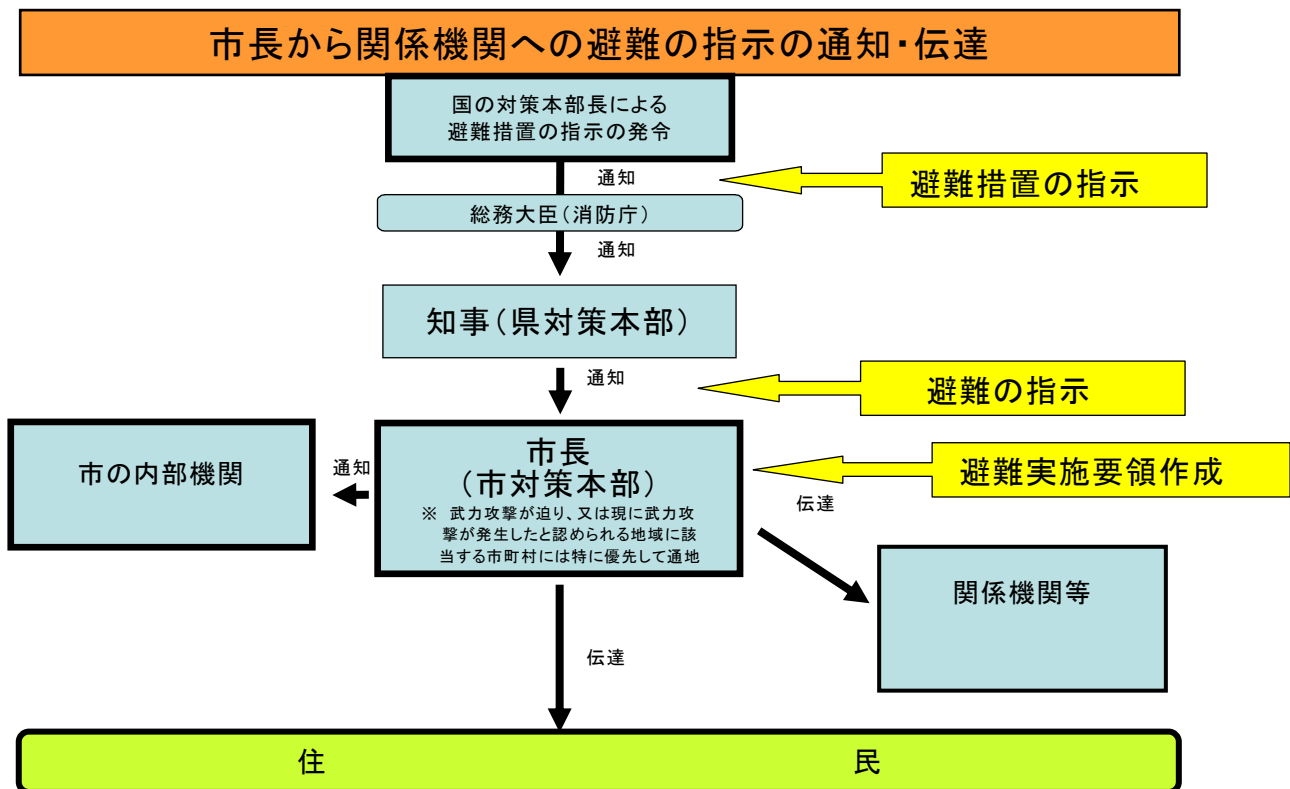 市長から関係機関への避難の指示の通知・伝達
国の対策本部長による
避難措置の指示の発令
通知
避難措置の指示
総務大臣（消防庁）
通知
知事（県対策本部）
通知
避難の指示
市の内部機関
通知
市長
（市対策本部）
※ 武力攻撃が迫り、又は現に武力攻
撃が発生したと認められる地域に該
当する市町村には特に優先して通地
避難実施要領作成
伝達
関係機関等
伝達
住 民